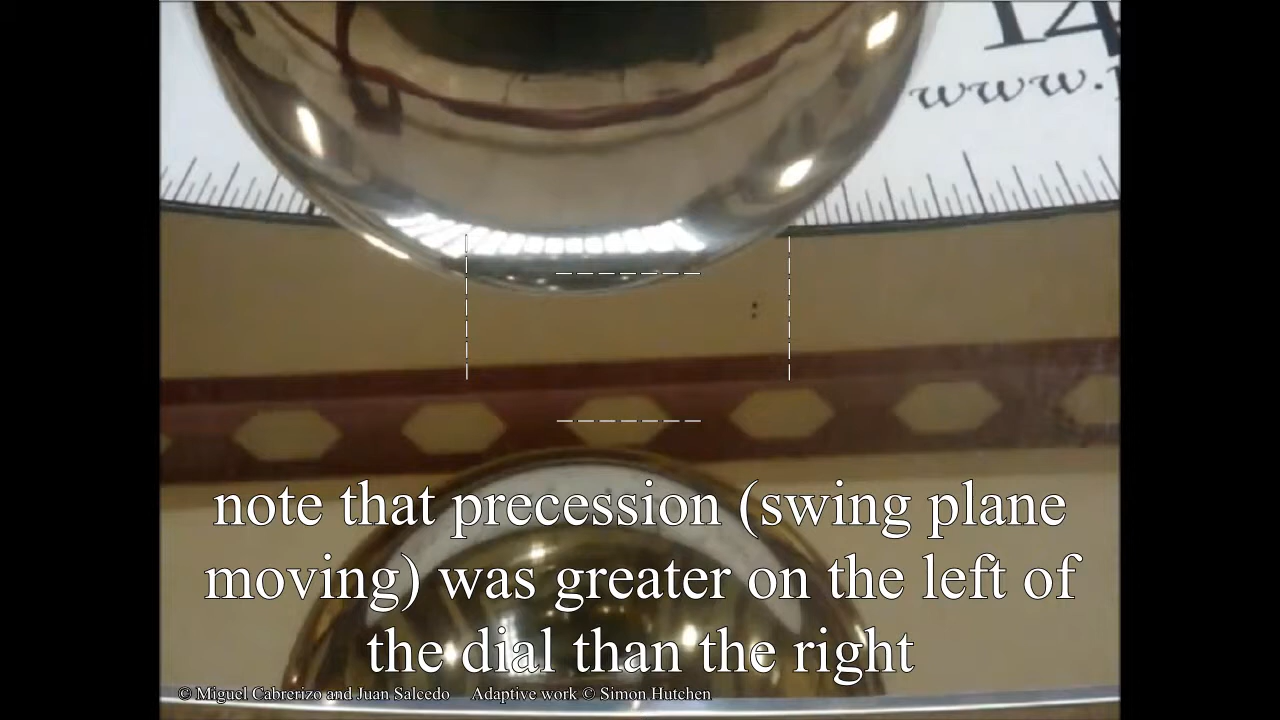 14
www.
note that precession (swing plane
moving) was greater on the left of
the dial than the right
© Miguel Cabrerizo and Juan Salcedo Adaptive work © Simon Hutchen